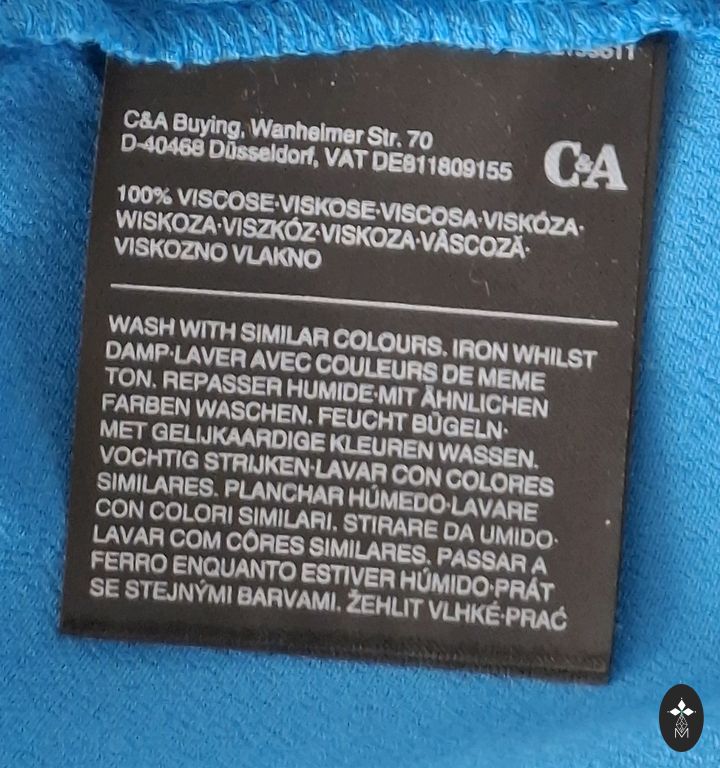 C&A Buying, Wanheimer Str. 70
D-40468 Düsseldorf, VAT DE811809155
C&A
100% VISCOSE·VISKOSE·VISCOSA·VISKÓZA·
WISKOZA·VISZKÓZ·VISKOZA·VÂSCOZĂ·
VISKOZNO VLAKNO
WASH WITH SIMILAR COLOURS. IRON WHILST
DAMP·LAVER AVEC COULEURS DE MEME
TON. REPASSER HUMIDE·MIT ÄHNLICHEN
FARBEN WASCHEN. FEUCHT BÜGELN·
MET GELIJKAARDIGE KLEUREN WASSEN.
VOCHTIG STRIJKEN·LAVAR CON COLORES
SIMILARES. PLANCHAR HÚMEDO·LAVARE
CON COLORI SIMILARI. STIRARE DA UMIDO·
LAVAR COM CÔRES SIMILARES, PASSAR A
FERRO ENQUANTO ESTIVER HÚMIDO·PRÁT
SE STEJNÝMI BARVAMI. ŽEHLIT VLHKÉ·PRAĆ
M